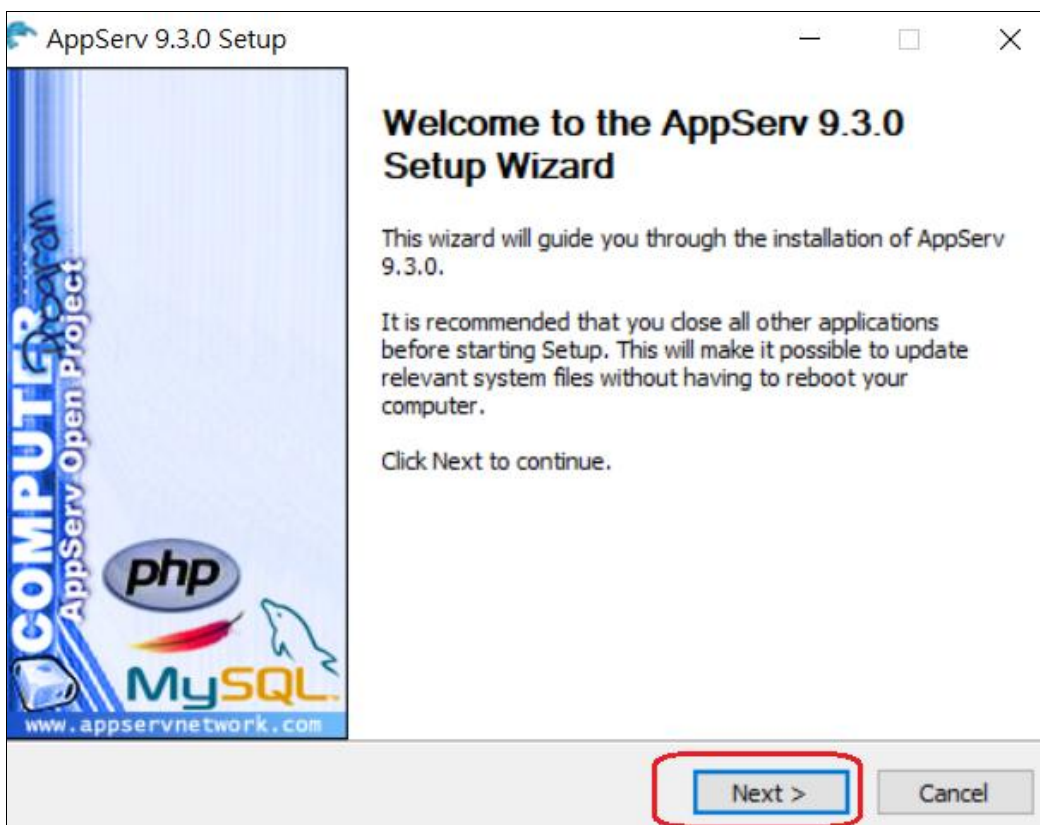 AppServ 9.3.0 Setup
Welcome to the AppServ 9.3.0
Setup Wizard
This wizard will guide you through the installation of AppServ
9.3.0.
It is recommended that you close all other applications
before starting Setup. This will make it possible to update
relevant system files without having to reboot your
computer.
Click Next to continue.
COMPUTER
AppServ Open Project
php
MySQL
www.appservnetwork.com
Next >
Cancel